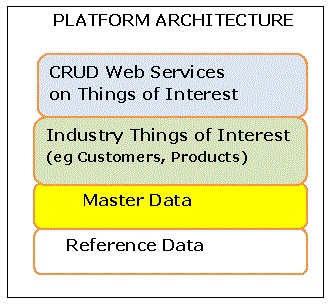 PLATFORM ARCHITECTURE
CRUD Web Services
on Things of Interest
Industry Things of Interest
(eg Customers, Products)
Master Data
Reference Data